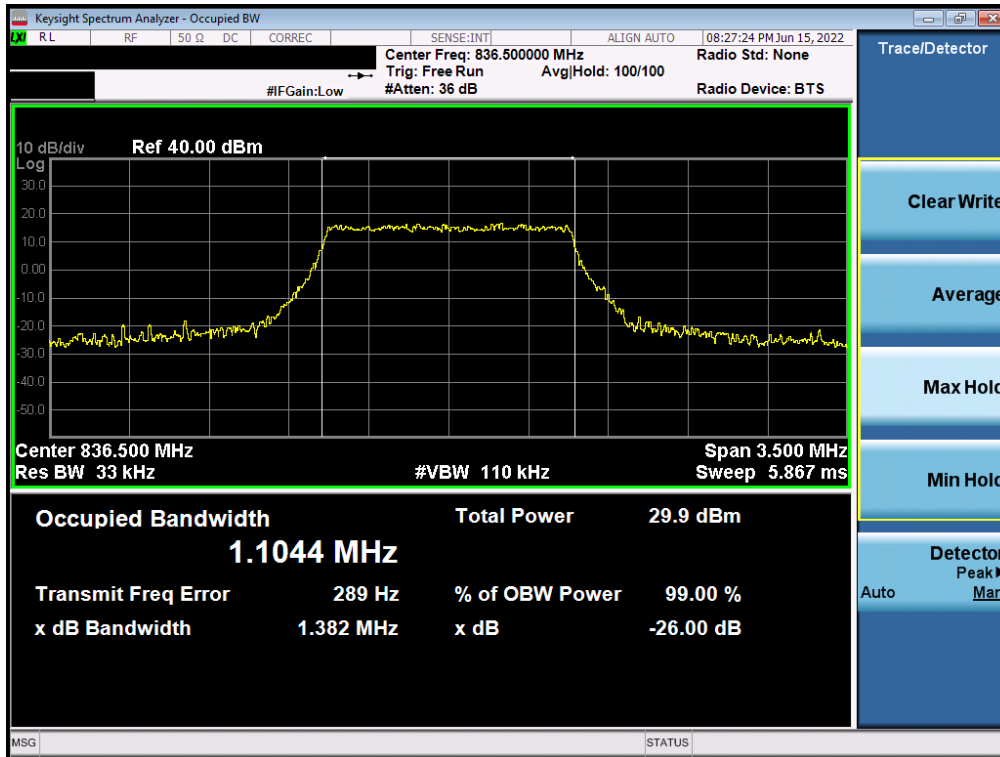 Keysight Spectrum Analyzer - Occupied BW
LXI RL RF 50 Ω DC CORREC SENSE:INT ALIGN AUTO 08:27:24 PM Jun 15, 2022
Center Freq: 836.500000 MHz Radio Std: None
Trig: Free Run Avg|Hold: 100/100
#IFGain:Low #Atten: 36 dB Radio Device: BTS
10 dB/div Ref 40.00 dBm
Log
30.0
20.0
10.0
0.00
-10.0
-20.0
-30.0
-40.0
-50.0
Center 836.500 MHz Span 3.500 MHz
Res BW 33 kHz #VBW 110 kHz Sweep 5.867 ms
Occupied Bandwidth Total Power 29.9 dBm
1.1044 MHz
Transmit Freq Error 289 Hz % of OBW Power 99.00 %
x dB Bandwidth 1.382 MHz x dB -26.00 dB
MSG STATUS
Trace/Detector
Clear Write
Average
Max Hold
Min Hold
Detector
Peak
Auto Man